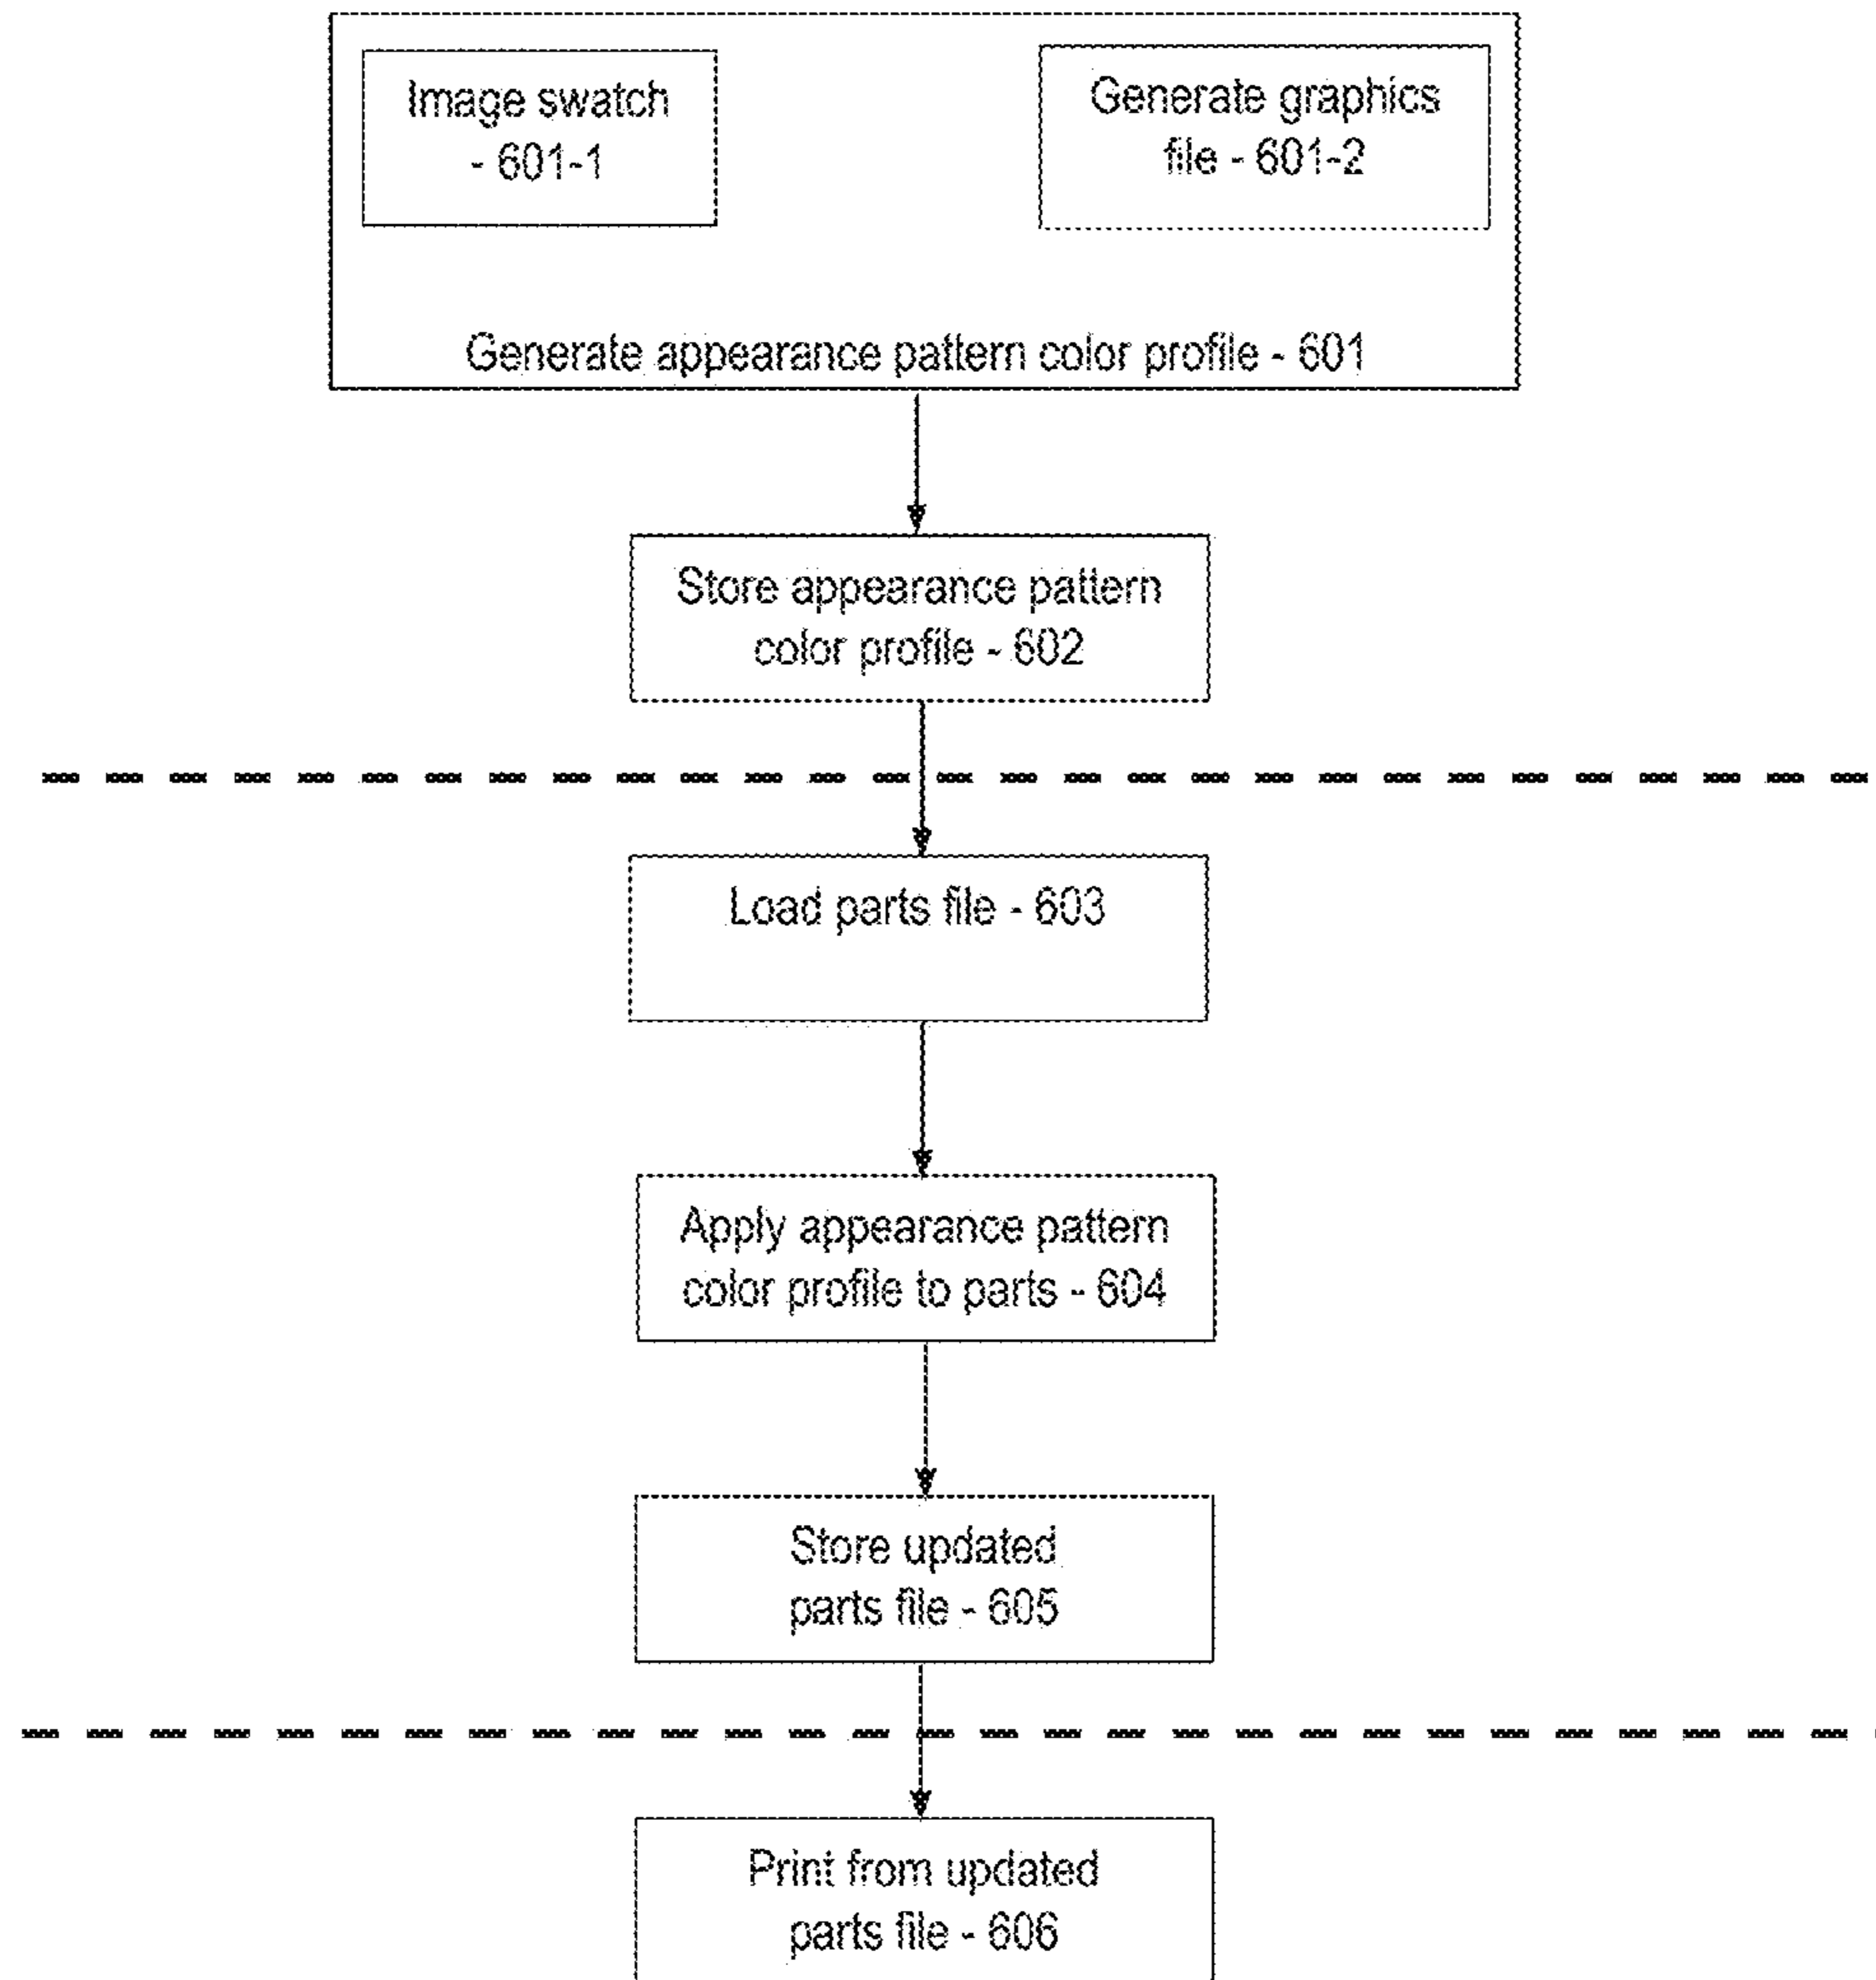 Image swatch
- 601-1
Generate graphics
file - 601-2
Generate appearance pattern color profile - 601
Store appearance pattern
color profile - 602
Load parts file - 603
Apply appearance pattern
color profile to parts - 604
Store updated
parts file - 605
Print from updated
parts file - 606